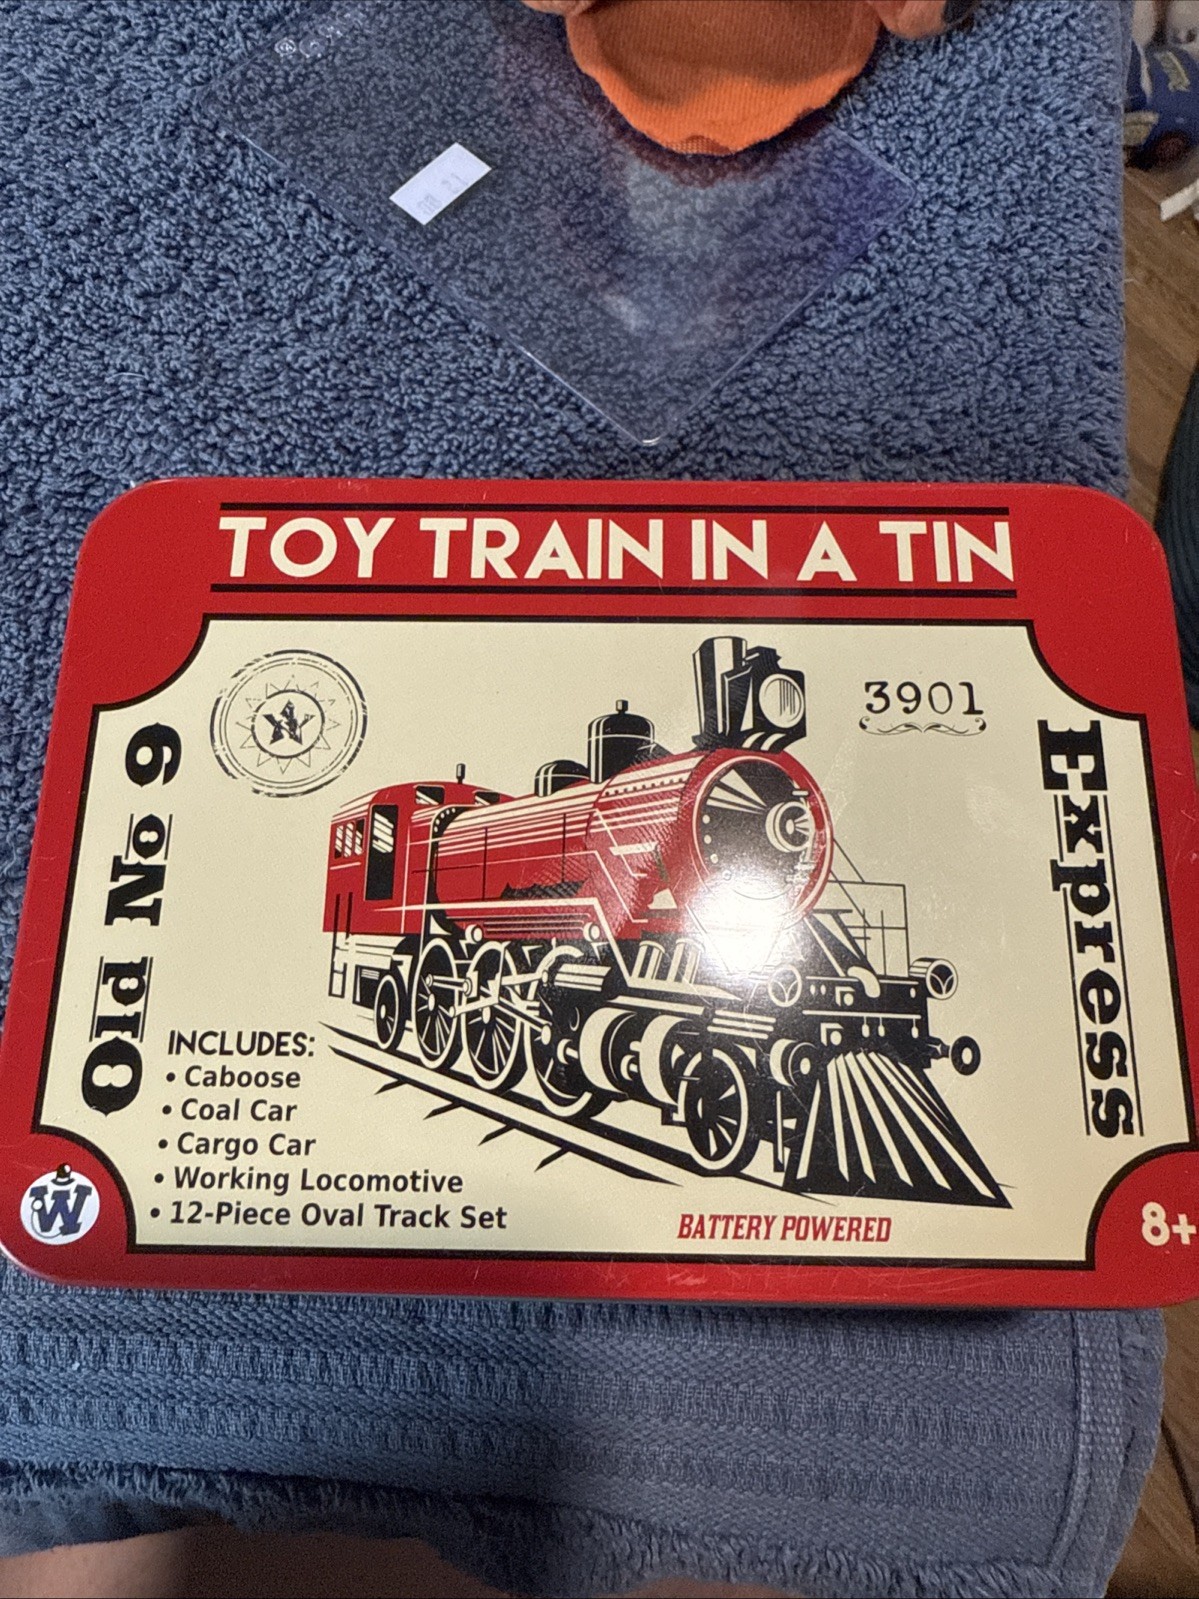 TOY TRAIN IN A TIN
3901
Old No 9
Express
INCLUDES:
• Caboose
• Coal Car
• Cargo Car
• Working Locomotive
• 12-Piece Oval Track Set
BATTERY POWERED
W
8+